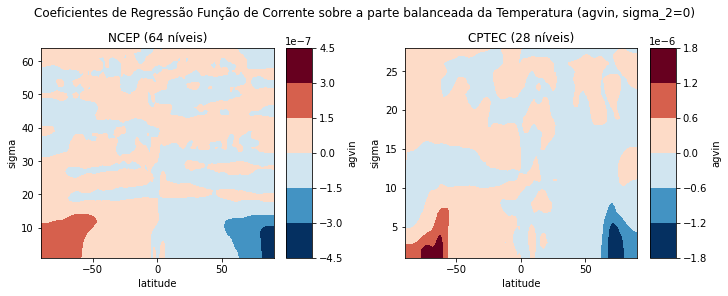 Coeficientes de Regressão Função de Corrente sobre a parte balanceada da Temperatura (agvin, sigma_2=0)
NCEP (64 níveis)
1e−7
60
50
40
30
20
10
sigma
−50
0
50
latitude
4.5
3.0
1.5
0.0
−1.5
−3.0
−4.5
agvin
CPTEC (28 níveis)
1e−6
25
20
15
10
5
sigma
−50
0
50
latitude
1.8
1.2
0.6
0.0
−0.6
−1.2
−1.8
agvin